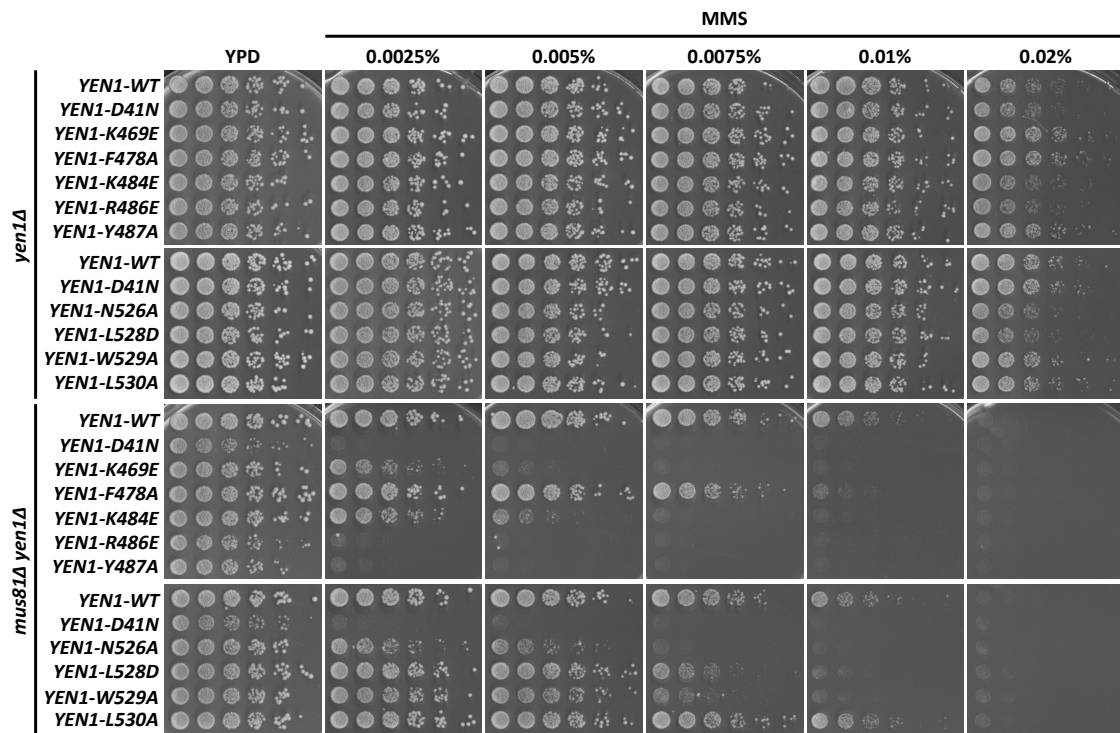 MMS
YPD 0.0025% 0.005% 0.0075% 0.01% 0.02%
yen1Δ
YEN1-WT
YEN1-D41N
YEN1-K469E
YEN1-F478A
YEN1-K484E
YEN1-R486E
YEN1-Y487A
YEN1-WT
YEN1-D41N
YEN1-N526A
YEN1-L528D
YEN1-W529A
YEN1-L530A
mus81Δ yen1Δ
YEN1-WT
YEN1-D41N
YEN1-K469E
YEN1-F478A
YEN1-K484E
YEN1-R486E
YEN1-Y487A
YEN1-WT
YEN1-D41N
YEN1-N526A
YEN1-L528D
YEN1-W529A
YEN1-L530A